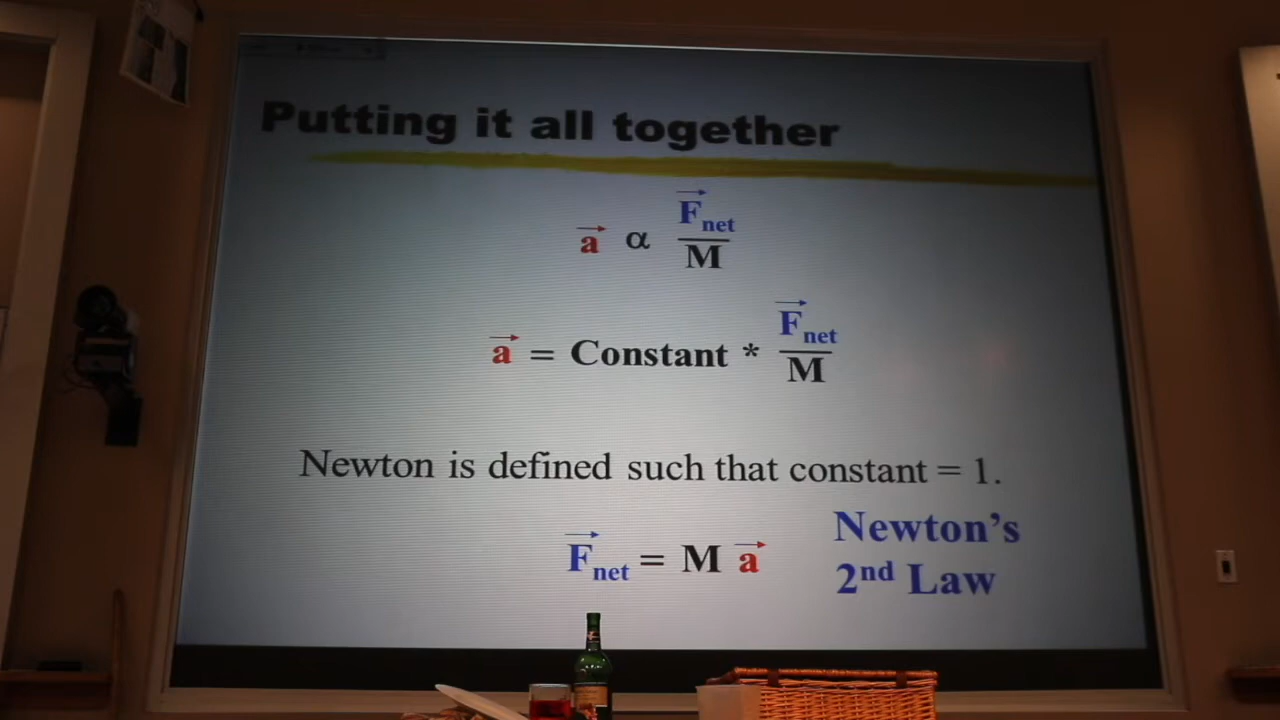 Putting it all together
a⃗ α F⃗net / M
a⃗ = Constant * F⃗net / M
Newton is defined such that constant = 1.
F⃗net = M a⃗
Newton's
2nd Law